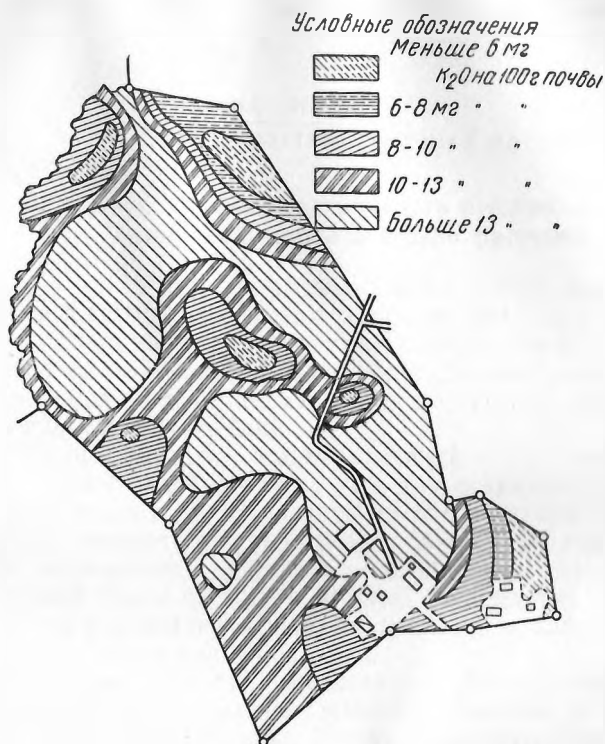 Условные обозначения
Меньше 6 мг
K₂O на 100 г почвы
6-8 мг " "
8-10 " "
10-13 " "
Больше 13 " "